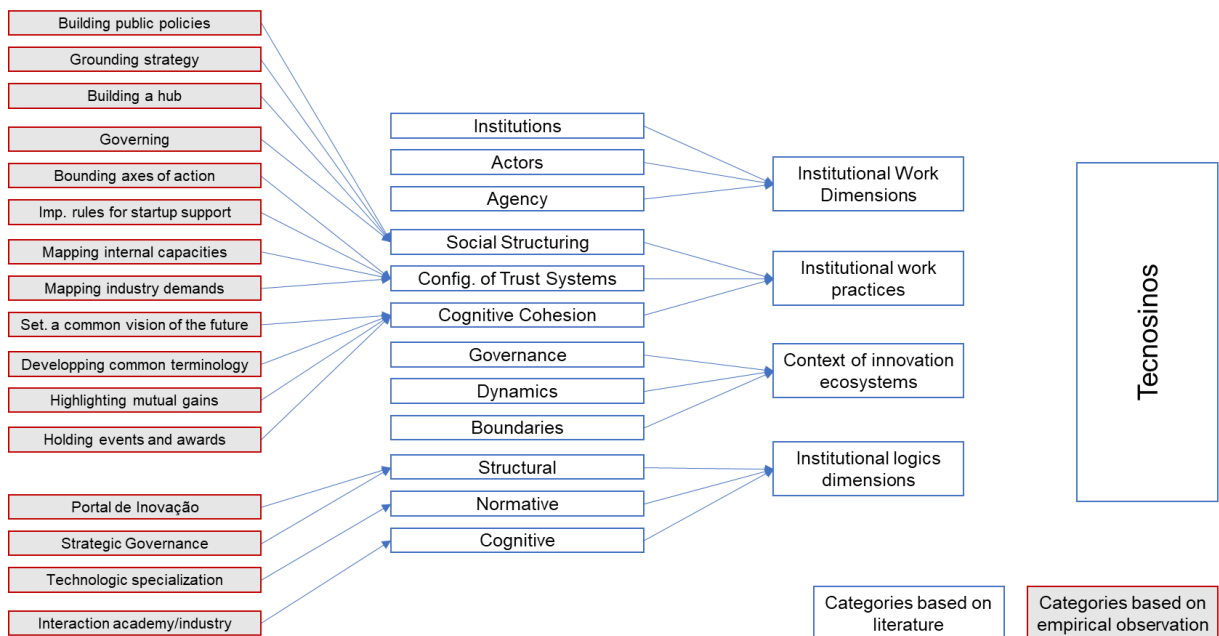 Building public policies
Grounding strategy
Building a hub
Governing
Bounding axes of action
Imp. rules for startup support
Mapping internal capacities
Mapping industry demands
Set. a common vision of the future
Developping common terminology
Highlighting mutual gains
Holding events and awards
Portal de Inovação
Strategic Governance
Technologic specialization
Interaction academy/industry
Institutions
Actors
Agency
Social Structuring
Config. of Trust Systems
Cognitive Cohesion
Governance
Dynamics
Boundaries
Structural
Normative
Cognitive
Institutional Work
Dimensions
Institutional work
practices
Context of innovation
ecosystems
Institutional logics
dimensions
Tecnosinos
Categories based on
literature
Categories based on
empirical observation